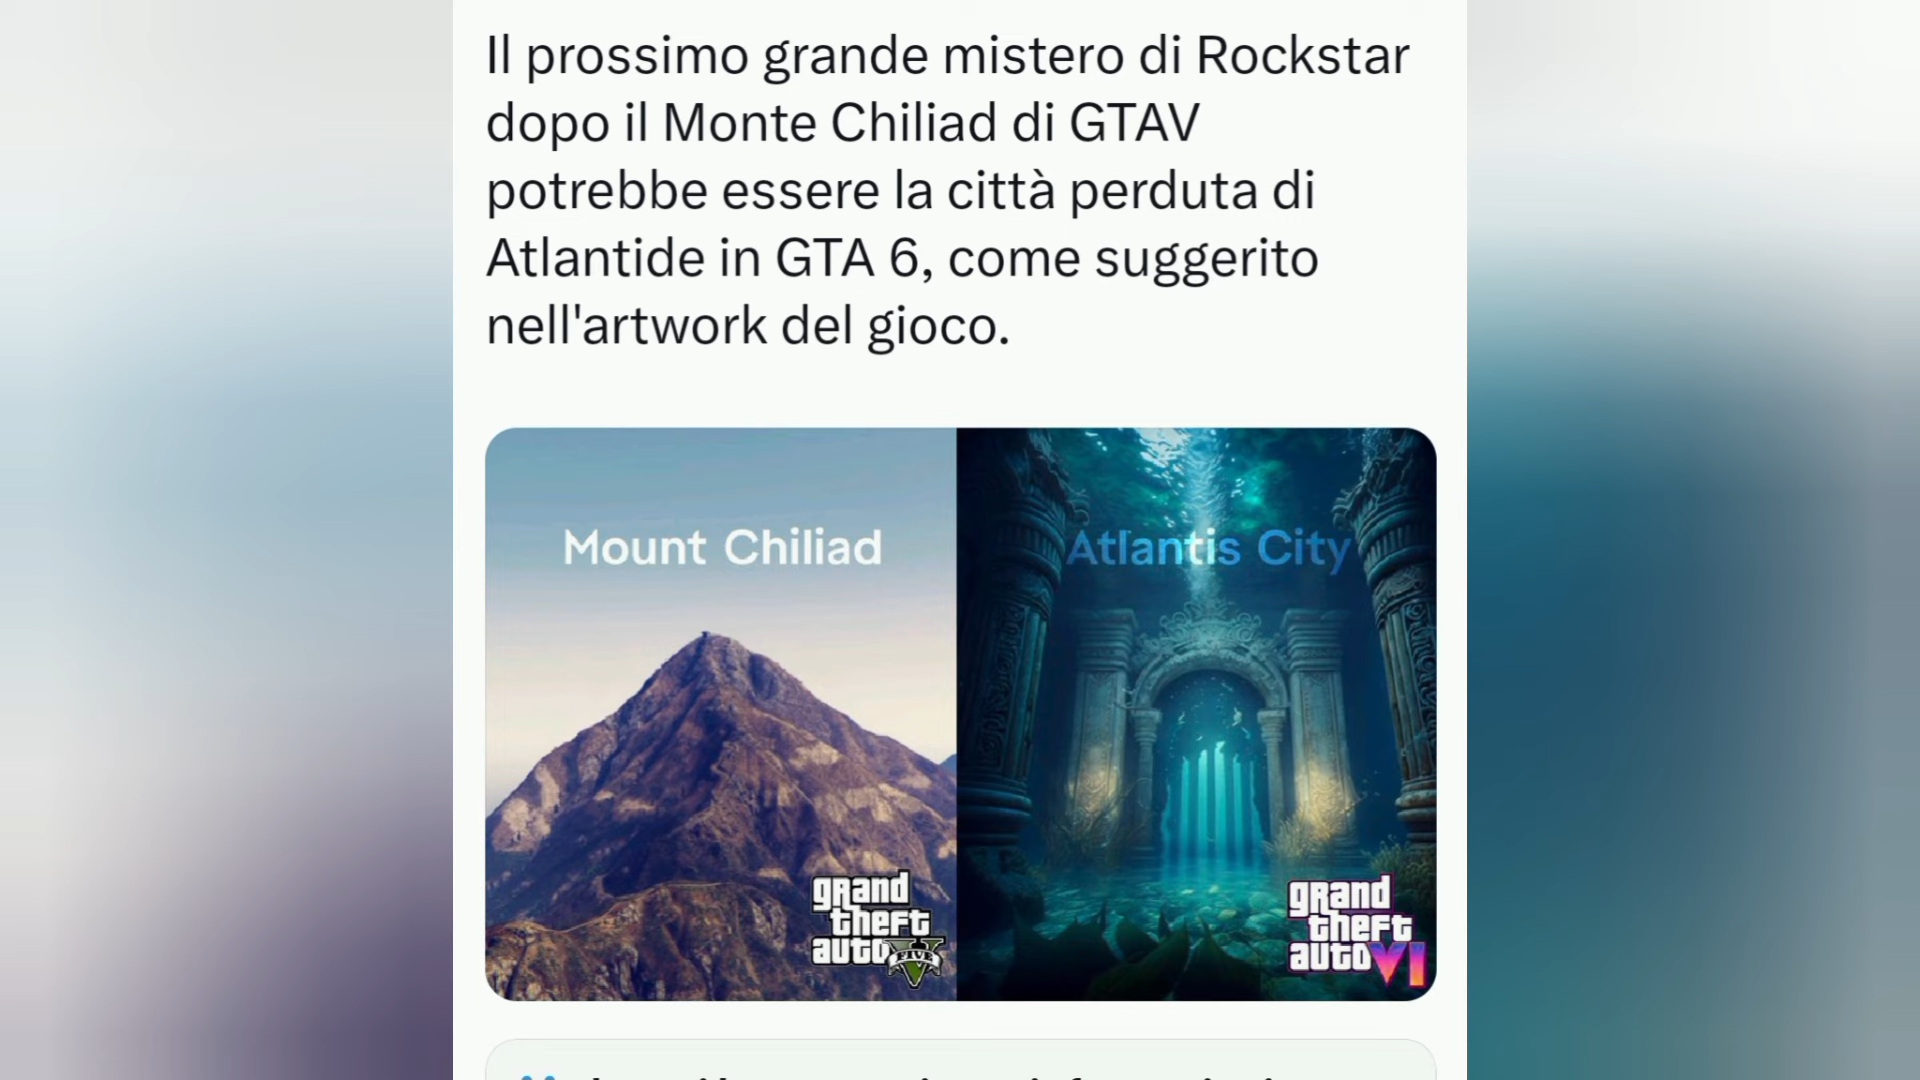 Il prossimo grande mistero di Rockstar
dopo il Monte Chiliad di GTAV
potrebbe essere la città perduta di
Atlantide in GTA 6, come suggerito
nell'artwork del gioco.
Mount Chiliad
Atlantis City
grand
theft
auto V
FIVE
grand
theft
auto VI